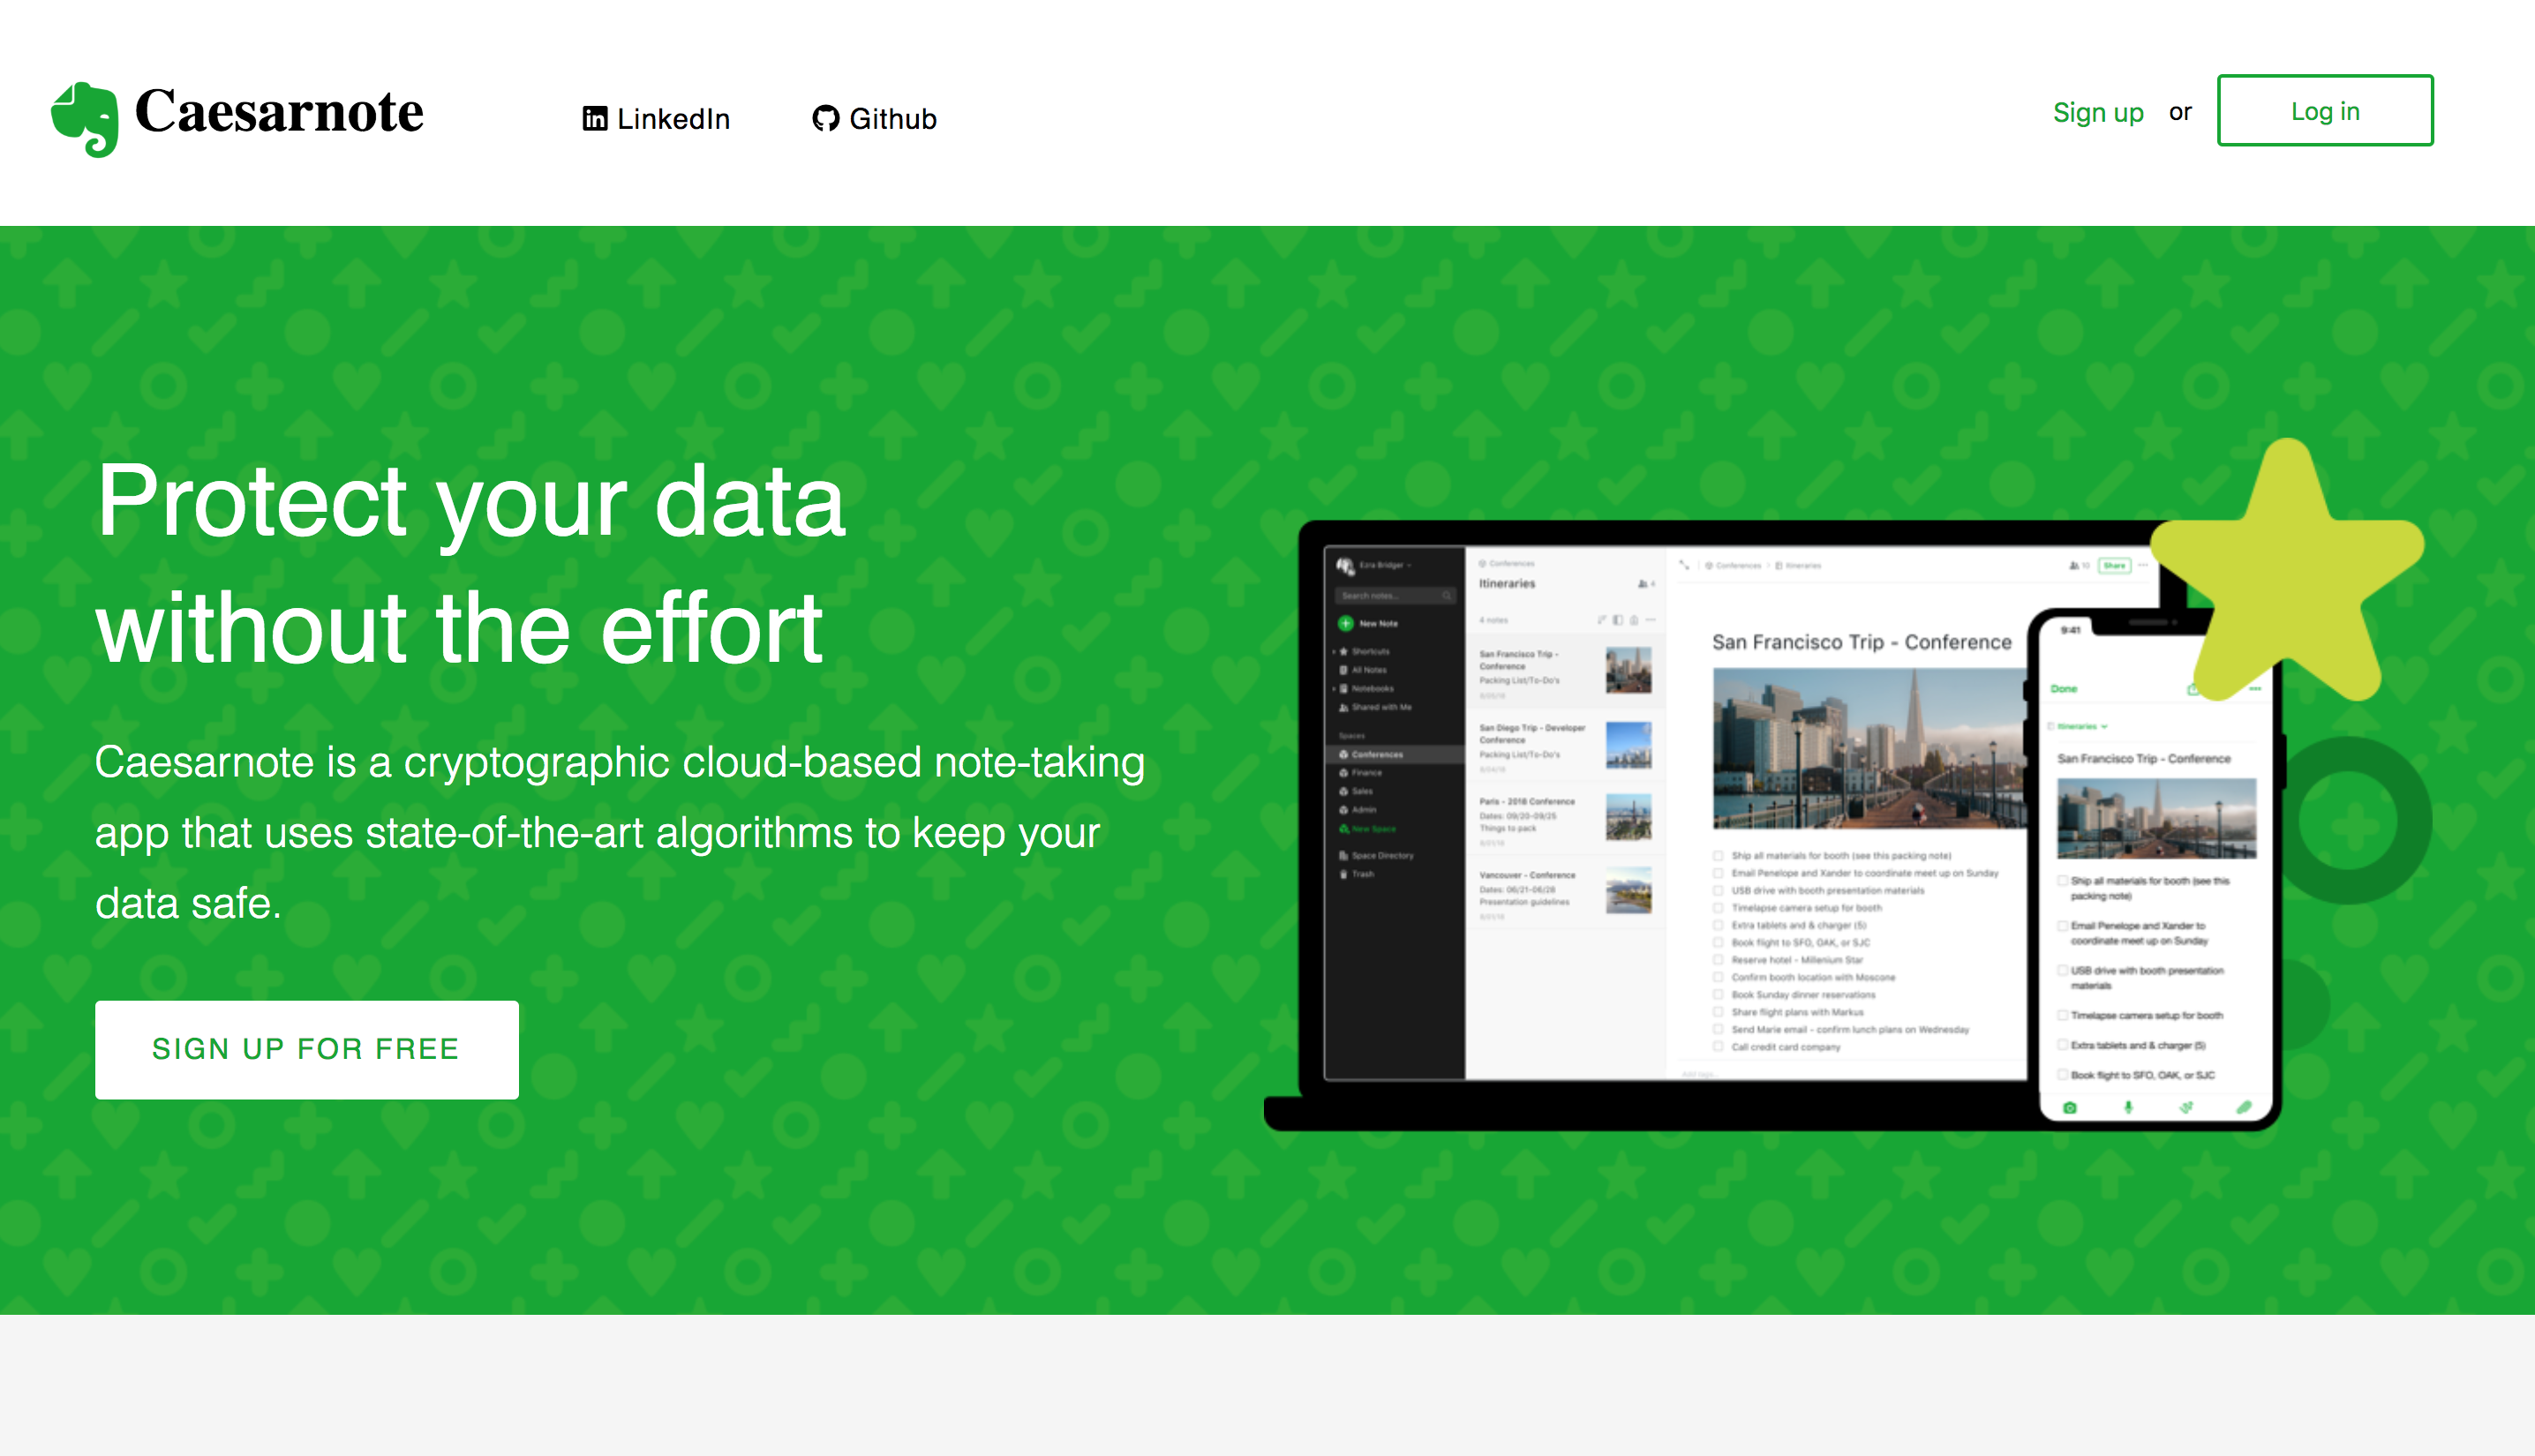 Caesarnote
LinkedIn
Github
Sign up or
Log in
Protect your data
without the effort
Caesarnote is a cryptographic cloud-based note-taking
app that uses state-of-the-art algorithms to keep your
data safe.
SIGN UP FOR FREE
Ezra Bridger
Search notes...
New Note
Shortcuts
All Notes
Notebooks
Shared with Me
Spaces
Conferences
Finance
Sales
Admin
New Space
Space Directory
Trash
Conferences
Itineraries
4
4 notes
San Francisco Trip -
Conference
Packing List/To-Do's
San Diego Trip - Developer
Conference
Packing List/To-Do's
Paris - 2018 Conference
Dates: 09/20-09/25
Things to pack
Vancouver - Conference
Dates: 06/21-06/28
Presentation guidelines
Conferences > Itineraries
10
Share
San Francisco Trip - Conference
Ship all materials for booth (see this packing note)
Email Penelope and Xander to coordinate meet up on Sunday
USB drive with booth presentation materials
Timelapse camera setup for booth
Extra tablets and & charger (5)
Book flight to SFO, OAK, or SJC
Reserve hotel - Millenium Star
Confirm booth location with Moscone
Book Sunday dinner reservations
Share flight plans with Markus
Send Marie email - confirm lunch plans on Wednesday
Call credit card company
Add tags...
9:41
Done
Itineraries
San Francisco Trip - Conference
Ship all materials for booth (see this
packing note)
Email Penelope and Xander to
coordinate meet up on Sunday
USB drive with booth presentation
materials
Timelapse camera setup for booth
Extra tablets and & charger (5)
Book flight to SFO, OAK, or SJC